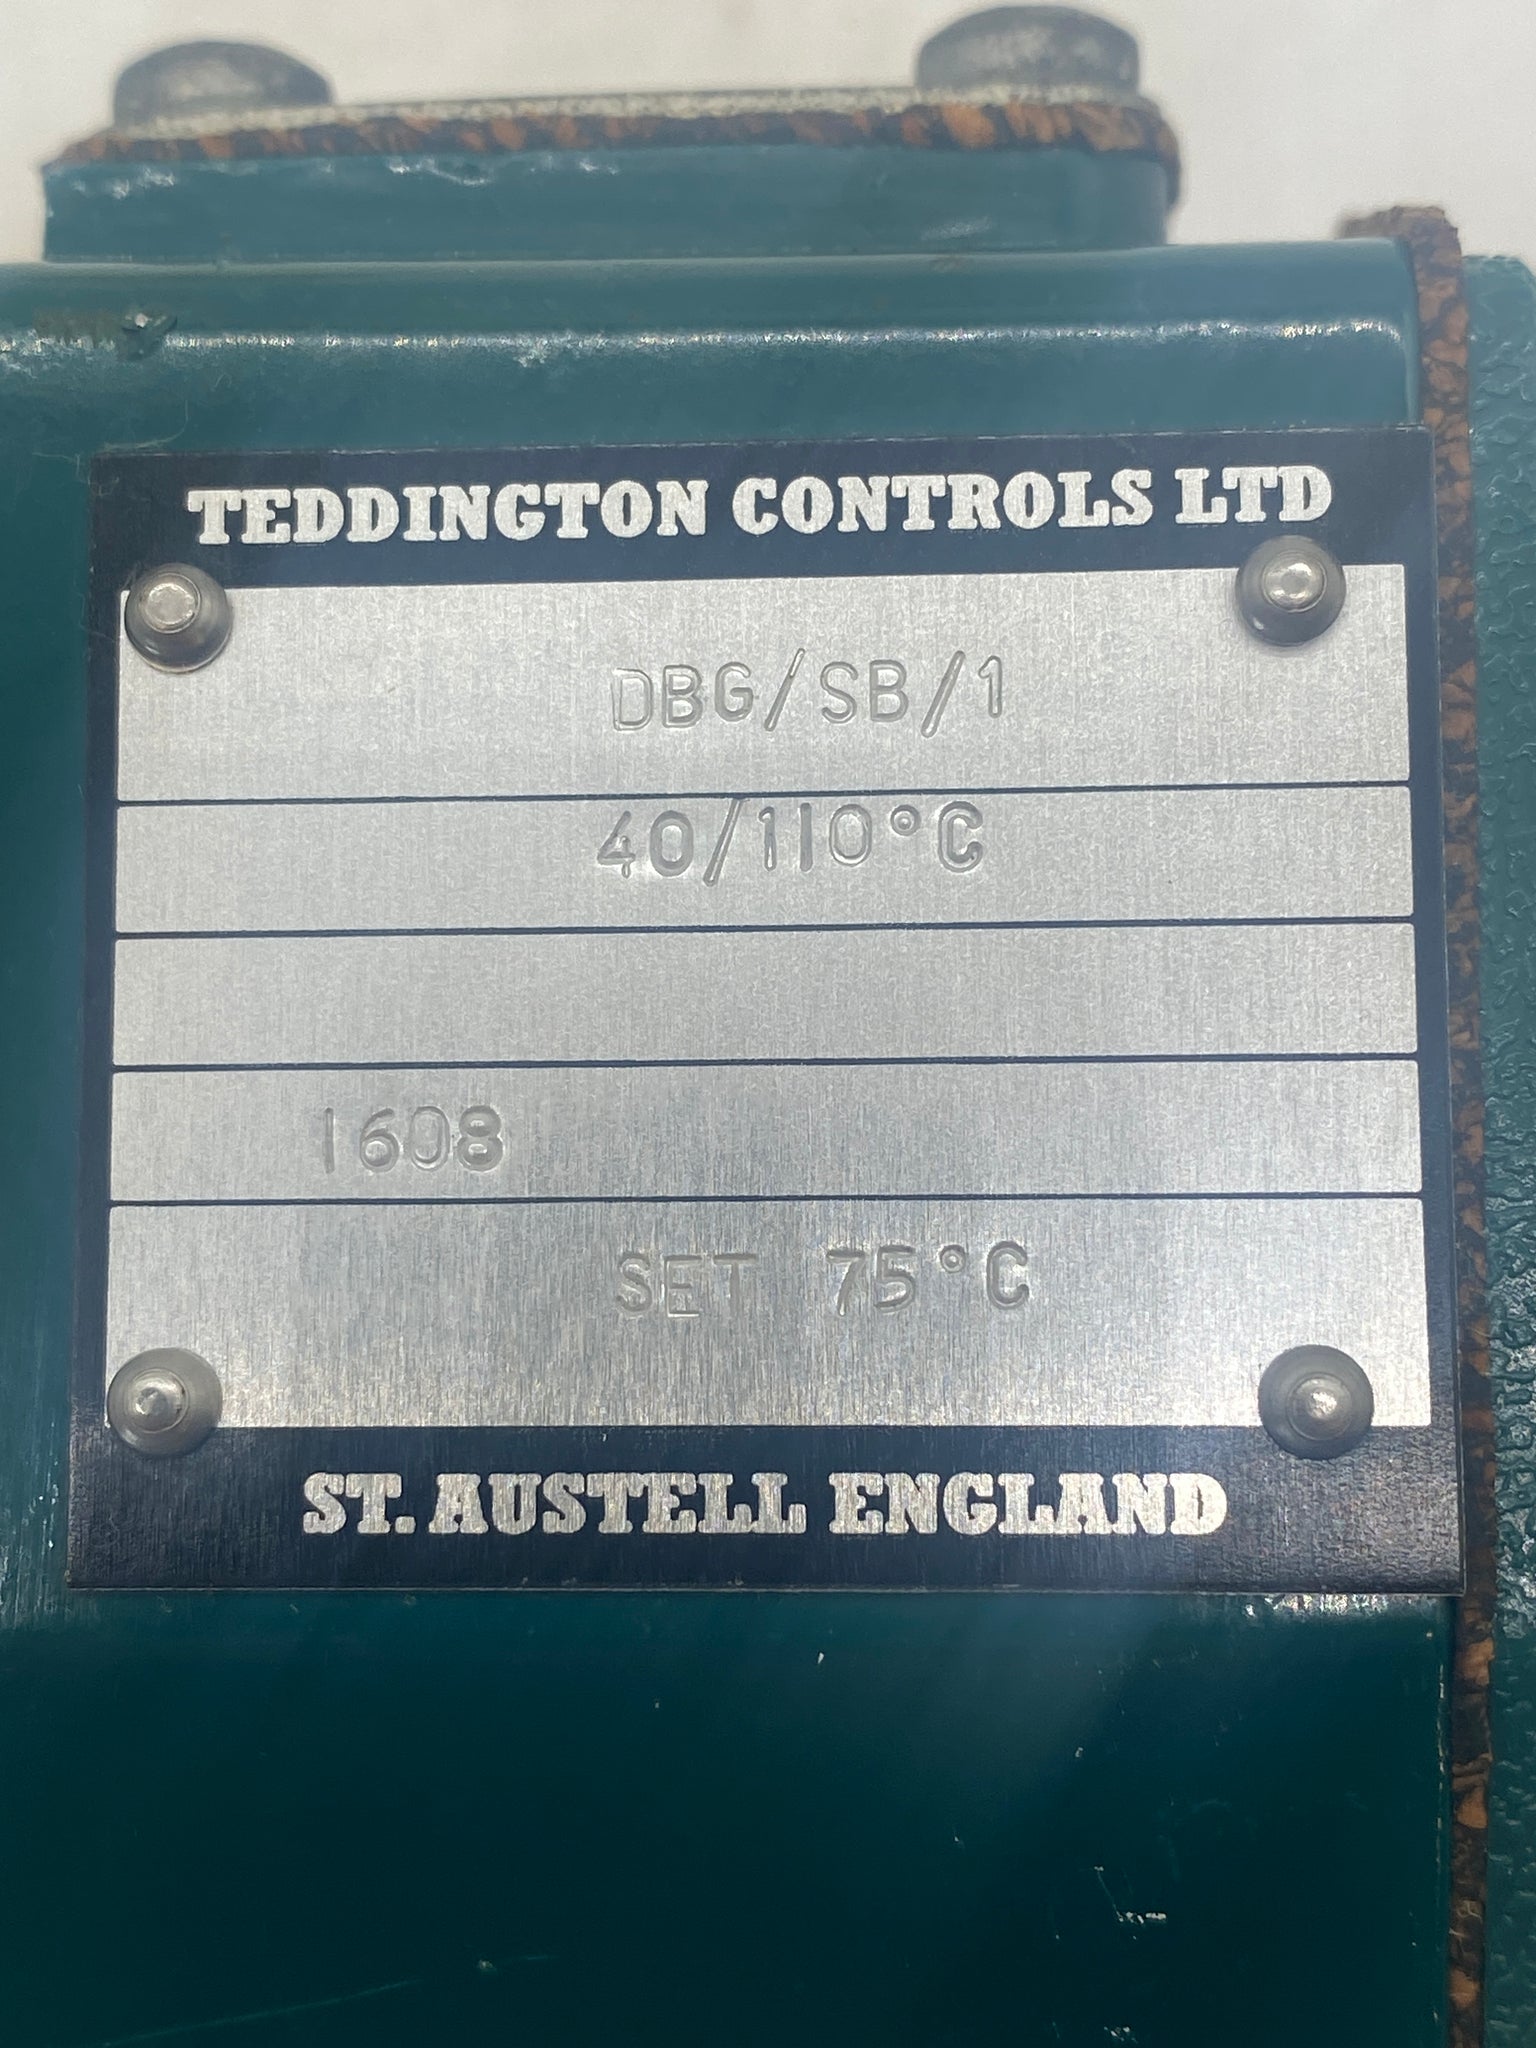 TEDDINGTON CONTROLS LTD
DBG/SB/1
40/110°C
1608
SET 75°C
ST. AUSTELL ENGLAND